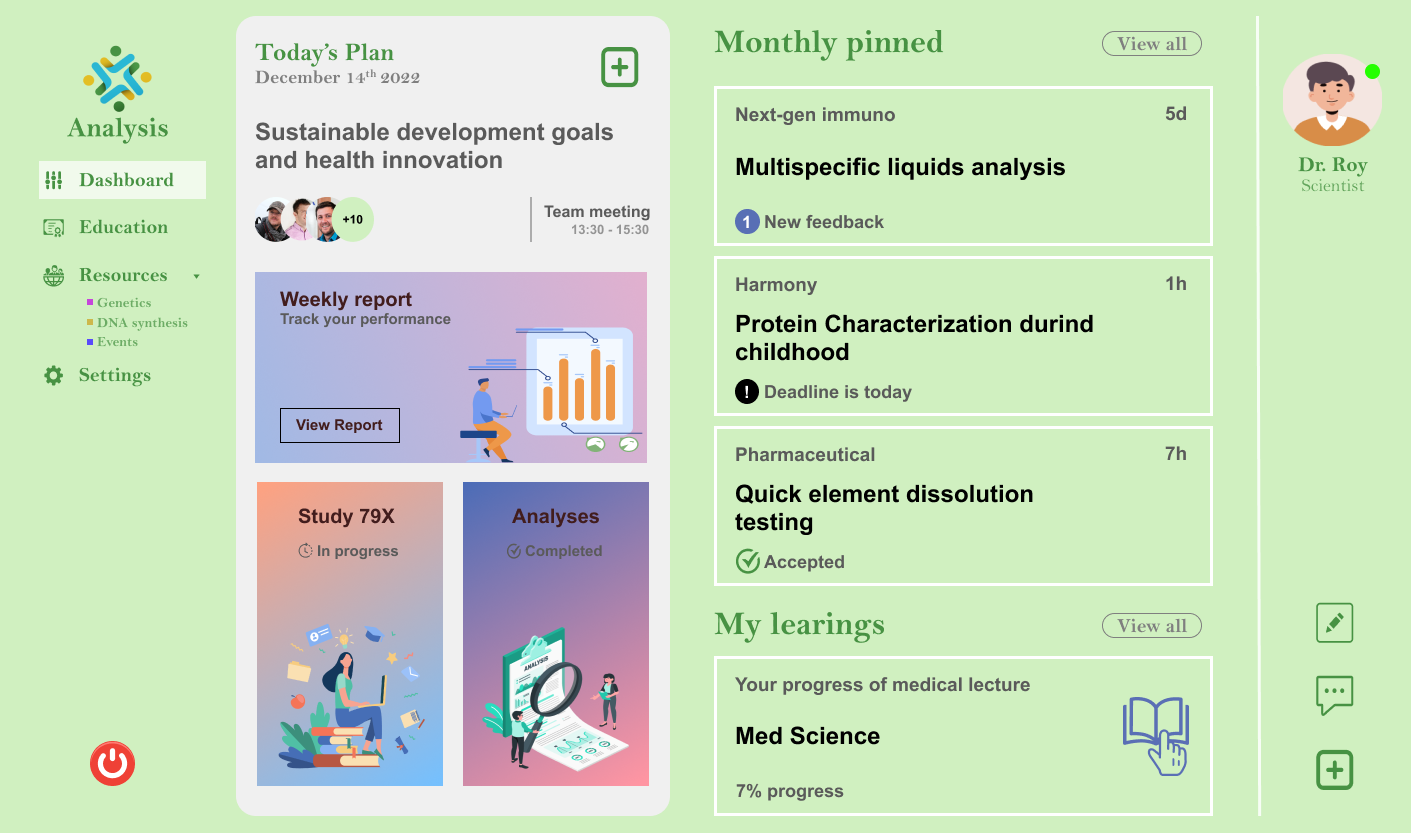 Analysis
Dashboard
Education
Resources
Genetics
DNA synthesis
Events
Settings
Today's Plan
December 14th 2022
Sustainable development goals
and health innovation
+10
Team meeting
13:30 - 15:30
Weekly report
Track your performance
View Report
Study 79X
In progress
Analyses
Completed
ANALYSIS
Monthly pinned
View all
Next-gen immuno
5d
Multispecific liquids analysis
1 New feedback
Harmony
1h
Protein Characterization durind
childhood
! Deadline is today
Pharmaceutical
7h
Quick element dissolution
testing
Accepted
My learings
View all
Your progress of medical lecture
Med Science
7% progress
Dr. Roy
Scientist